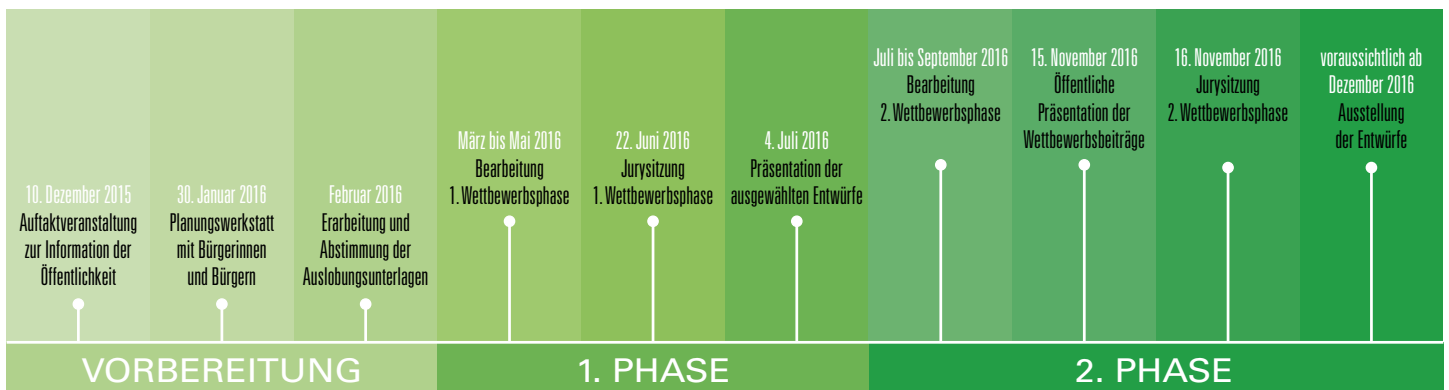 10. Dezember 2015
Auftaktveranstaltung
zur Information der
Öffentlichkeit
30. Januar 2016
Planungswerkstatt
mit Bürgerinnen
und Bürgern
Februar 2016
Erarbeitung und
Abstimmung der
Auslobungsunterlagen
März bis Mai 2016
Bearbeitung
1. Wettbewerbsphase
22. Juni 2016
Jurysitzung
1. Wettbewerbsphase
4. Juli 2016
Präsentation der
ausgewählten Entwürfe
Juli bis September 2016
Bearbeitung
2. Wettbewerbsphase
15. November 2016
Öffentliche
Präsentation der
Wettbewerbsbeiträge
16. November 2016
Jurysitzung
2. Wettbewerbsphase
voraussichtlich ab
Dezember 2016
Ausstellung
der Entwürfe
VORBEREITUNG
1. PHASE
2. PHASE